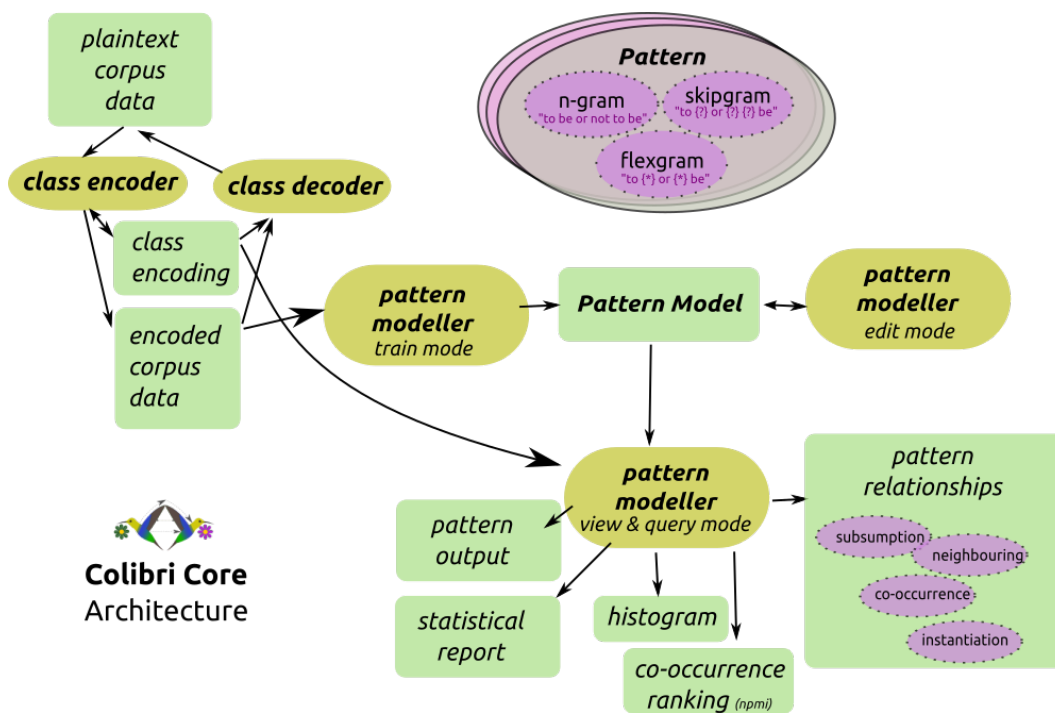 plaintext
corpus
data
Pattern
n-gram
"to be or not to be"
skipgram
"to {?} or {?} {?} be"
flexgram
"to {*} or {*} be"
class encoder
class decoder
class
encoding
encoded
corpus
data
pattern
modeller
train mode
Pattern Model
pattern
modeller
edit mode
pattern
modeller
view & query mode
pattern
output
statistical
report
histogram
co-occurrence
ranking (npmi)
pattern
relationships
subsumption
neighbouring
co-occurrence
instantiation
Colibri Core
Architecture